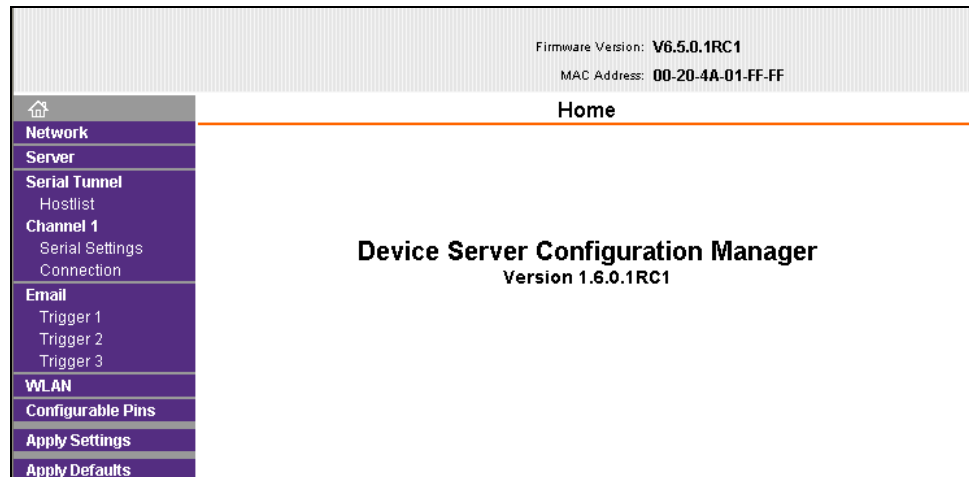 Firmware Version: V6.5.0.1RC1
MAC Address: 00-20-4A-01-FF-FF
Home
Network
Server
Serial Tunnel
Hostlist
Channel 1
Serial Settings
Connection
Email
Trigger 1
Trigger 2
Trigger 3
WLAN
Configurable Pins
Apply Settings
Apply Defaults
Device Server Configuration Manager
Version 1.6.0.1RC1